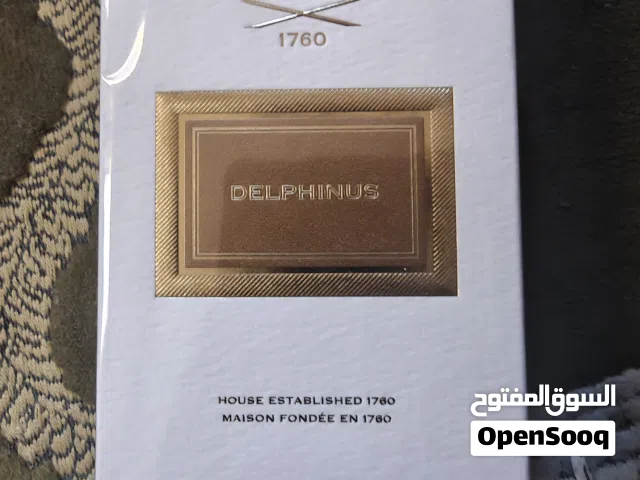 1760
DELPHINUS
HOUSE ESTABLISHED 1760
MAISON FONDÉE EN 1760
السوق المفتوح
OpenSooq